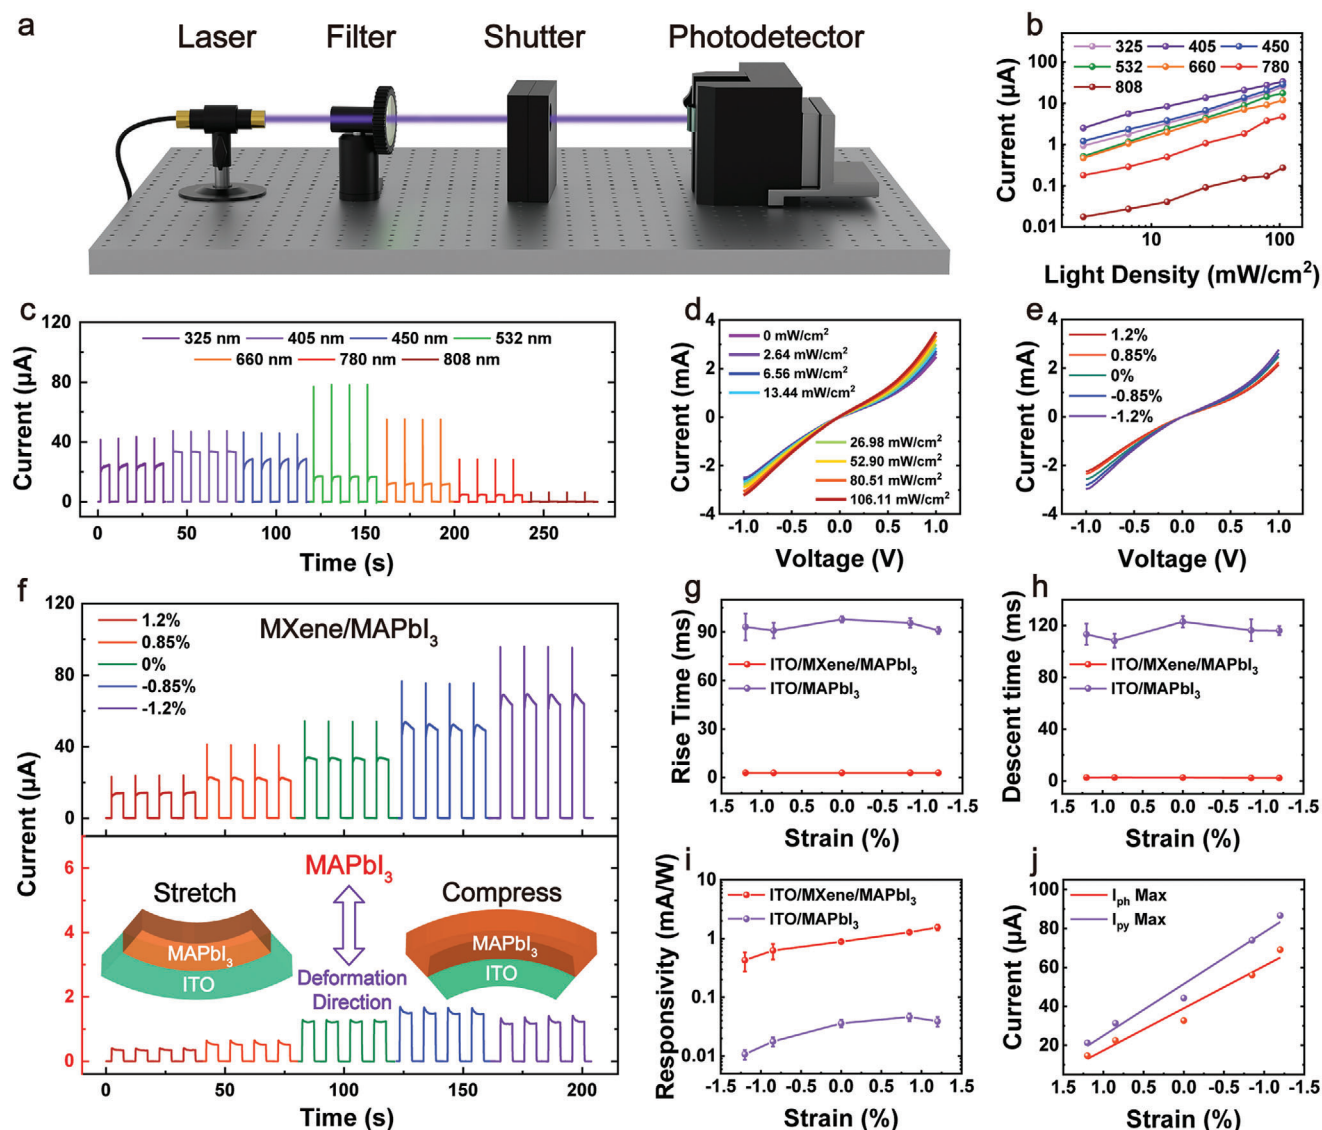 a
Laser
Filter
Shutter
Photodetector
b
325 405 450
532 660 780
808
100
10
1
0.1
0.01
10 100
Current (µA)
Light Density (mW/cm²)
c
120
80
40
0
325 nm 405 nm 450 nm 532 nm
660 nm 780 nm 808 nm
0 50 100 150 200 250
Current (µA)
Time (s)
d
4
2
0
-2
-4
0 mW/cm²
2.64 mW/cm²
6.56 mW/cm²
13.44 mW/cm²
26.98 mW/cm²
52.90 mW/cm²
80.51 mW/cm²
106.11 mW/cm²
-1.0 -0.5 0.0 0.5 1.0
Current (mA)
Voltage (V)
e
4
2
0
-2
-4
1.2%
0.85%
0%
-0.85%
-1.2%
-1.0 -0.5 0.0 0.5 1.0
Current (mA)
Voltage (V)
f
120
80
40
0
1.2%
0.85%
0%
-0.85%
-1.2%
MXene/MAPbI₃
6
4
2
0
MAPbI₃
Stretch
MAPbI₃
ITO
Deformation
Direction
Compress
MAPbI₃
ITO
0 50 100 150 200
Current (µA)
Time (s)
g
90
60
30
0
ITO/MXene/MAPbI₃
ITO/MAPbI₃
1.5 1.0 0.5 0.0 -0.5 -1.0 -1.5
Rise Time (ms)
Strain (%)
h
120
80
40
0
ITO/MXene/MAPbI₃
ITO/MAPbI₃
1.5 1.0 0.5 0.0 -0.5 -1.0 -1.5
Descent time (ms)
Strain (%)
i
10
1
0.1
0.01
ITO/MXene/MAPbI₃
ITO/MAPbI₃
-1.5 -1.0 -0.5 0.0 0.5 1.0 1.5
Responsivity (mA/W)
Strain (%)
j
100
80
60
40
20
Iₚₕ Max
Iₚᵧ Max
1.5 1.0 0.5 0.0 -0.5 -1.0 -1.5
Current (µA)
Strain (%)